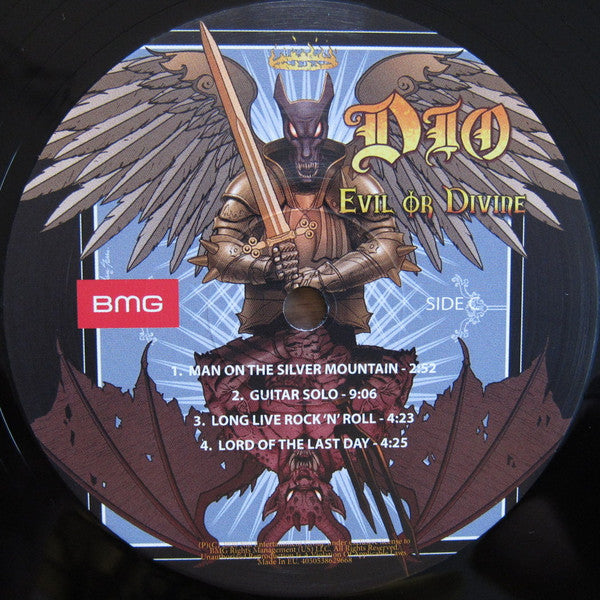 DIO
EVIL OR DIVINE
BMG
SIDE C
1. MAN ON THE SILVER MOUNTAIN - 2:52
2. GUITAR SOLO - 9:06
3. LONG LIVE ROCK 'N' ROLL - 4:23
4. LORD OF THE LAST DAY - 4:25
BMG Rights Management (US) LLC. All Rights Reserved.
Made In EU. 4050538629668